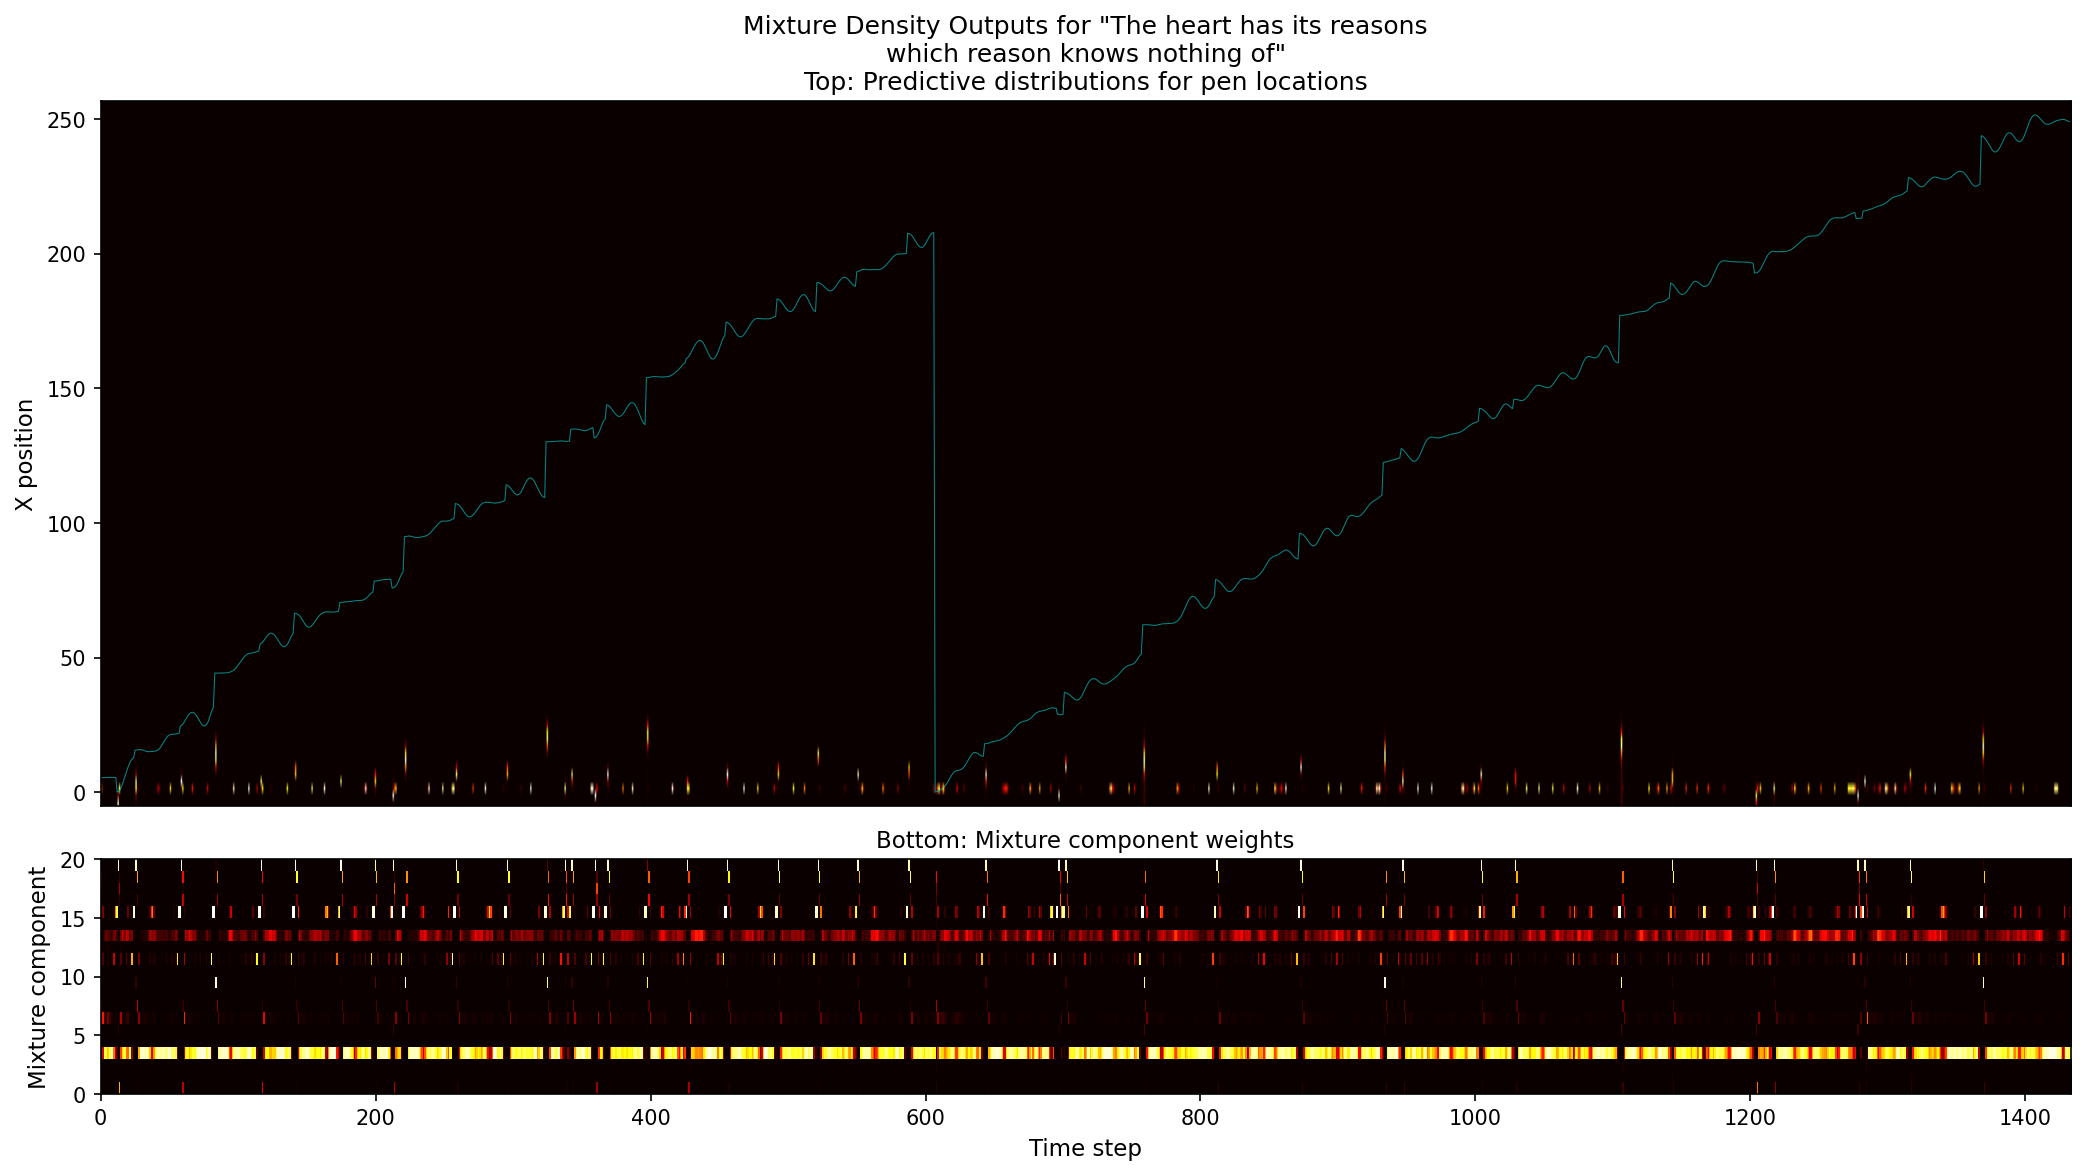 Mixture Density Outputs for "The heart has its reasons
which reason knows nothing of"
Top: Predictive distributions for pen locations
X position
250
200
150
100
50
0
Bottom: Mixture component weights
Mixture component
20
15
10
5
0
0 200 400 600 800 1000 1200 1400
Time step